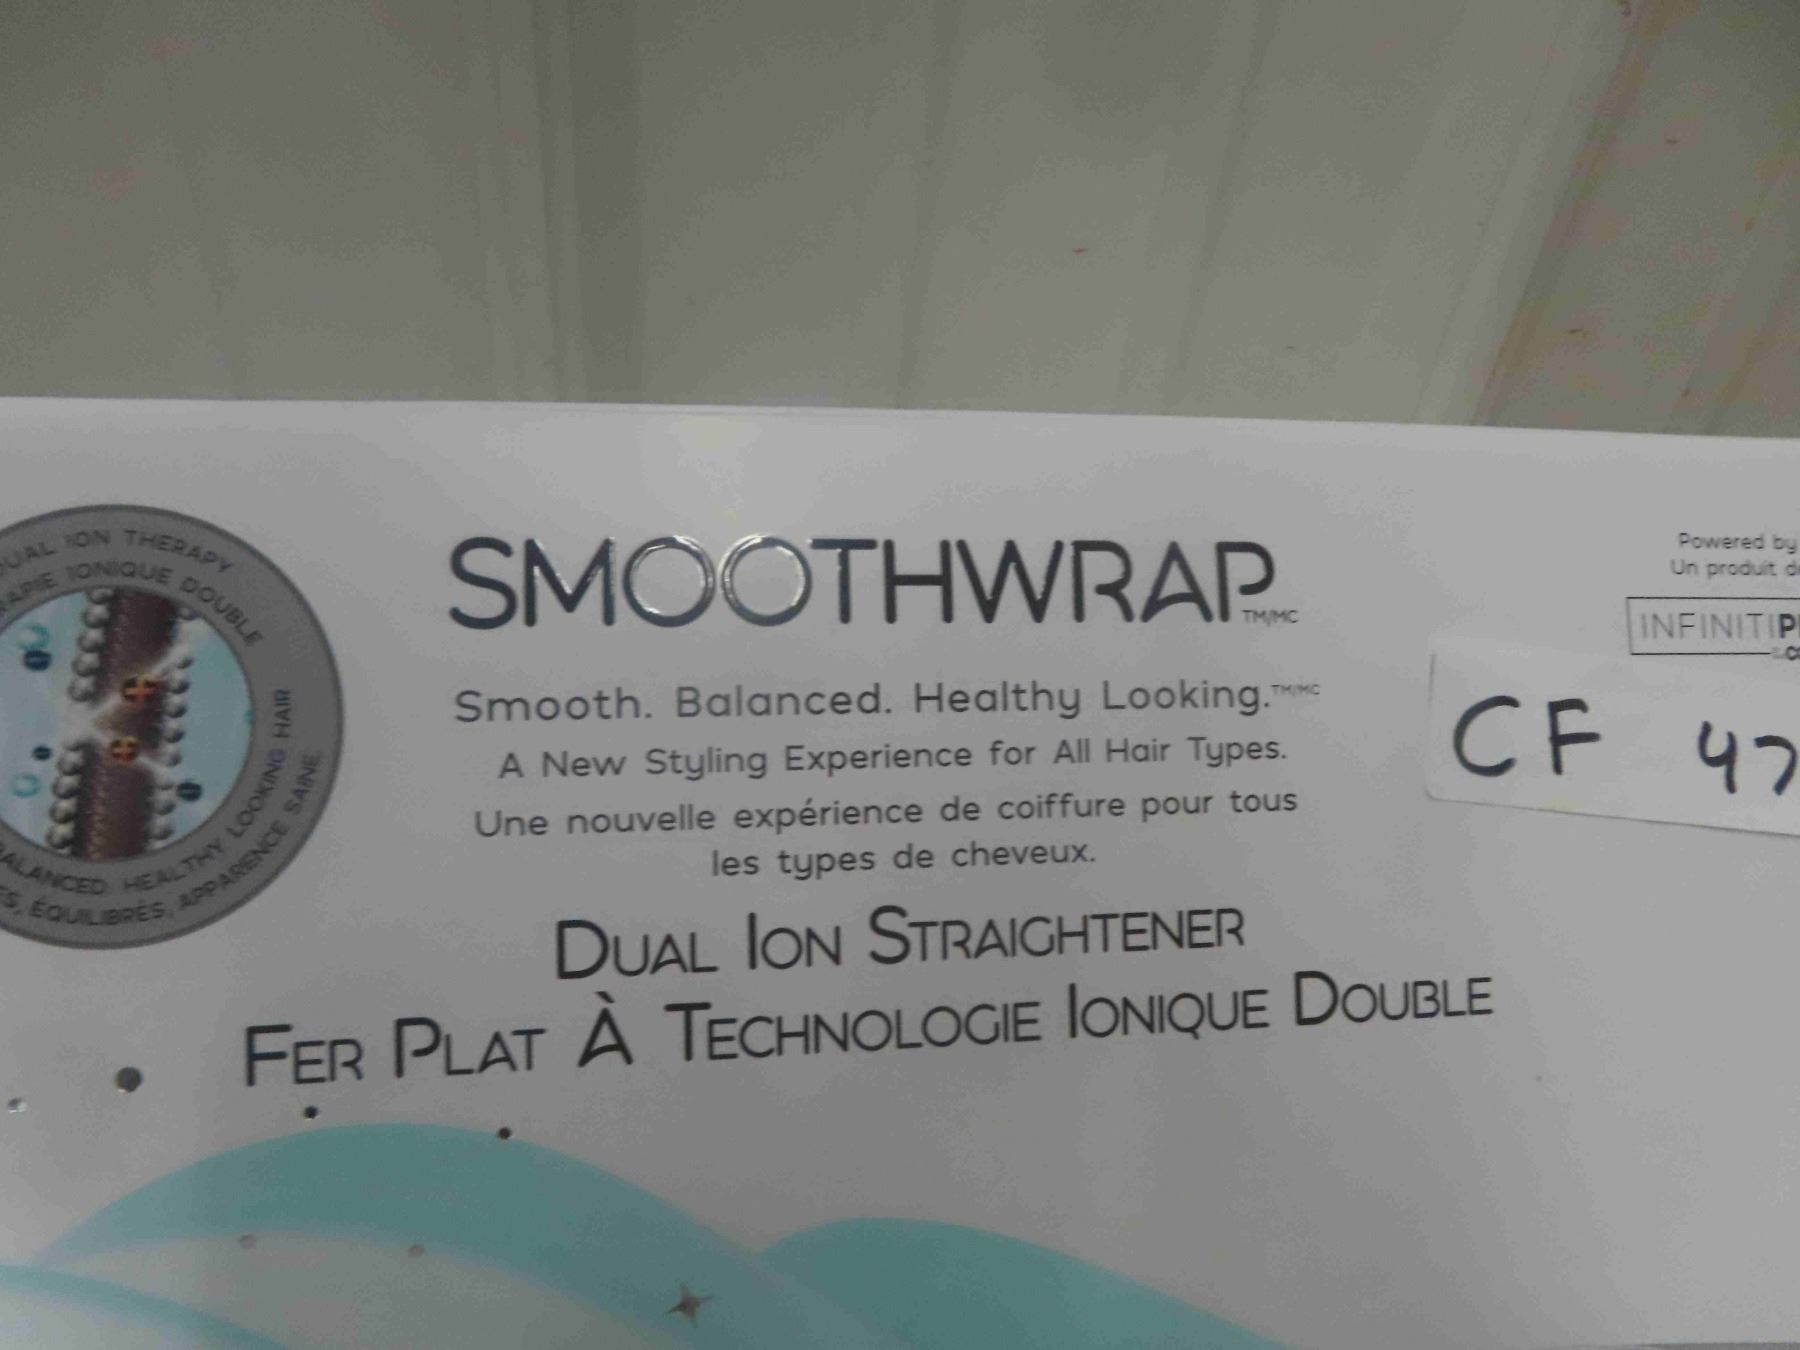 DUAL ION THERAPY
IONIQUE DOUBLE
BALANCED HEALTHY LOOKING HAIR
ÉQUILIBRÉS, APPARENCE SAINE
SMOOTHWRAP TM/MC
Smooth. Balanced. Healthy Looking.TM/MC
A New Styling Experience for All Hair Types.
Une nouvelle expérience de coiffure pour tous
les types de cheveux.
DUAL ION STRAIGHTENER
FER PLAT À TECHNOLOGIE IONIQUE DOUBLE
Powered by
Un produit
INFINITI
CF 47